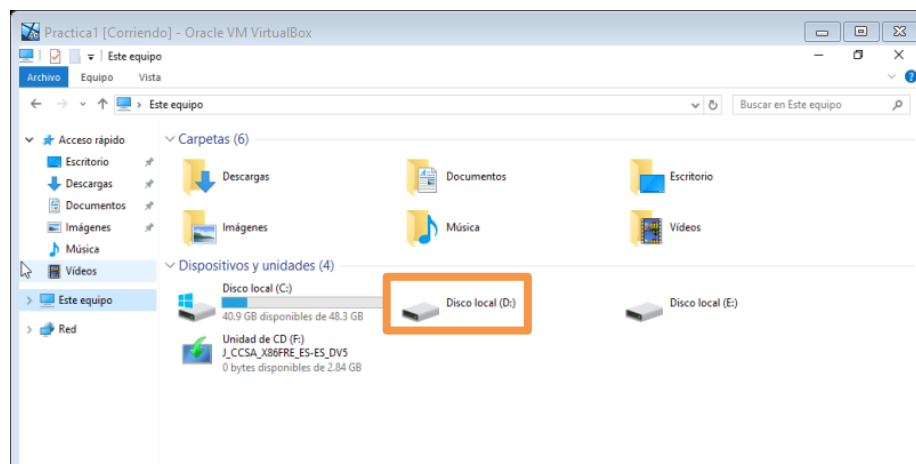 Practica1 [Corriendo] - Oracle VM VirtualBox
Este equipo
Archivo Equipo Vista
Este equipo
Buscar en Este equipo
Acceso rápido
Escritorio
Descargas
Documentos
Imágenes
Música
Vídeos
Este equipo
Red
Carpetas (6)
Descargas Documentos Escritorio
Imágenes Música Vídeos
Dispositivos y unidades (4)
Disco local (C:)
40.9 GB disponibles de 48.3 GB
Disco local (D:)
Disco local (E:)
Unidad de CD (F:)
J_CCSA_X86FRE_ES-ES_DV5
0 bytes disponibles de 2.84 GB